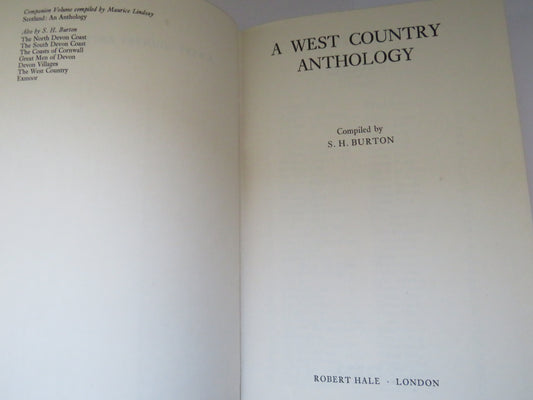 Companion Volume compiled by Maurice Lindsay
Scotland: An Anthology
Also by S. H. Burton
The North Devon Coast
The South Devon Coast
The Coasts of Cornwall
Great Men of Devon
Devon Villages
The West Country
Exmoor
A WEST COUNTRY
ANTHOLOGY
Compiled by
S. H. BURTON
ROBERT HALE · LONDON